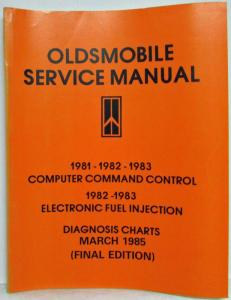 OLDSMOBILE
SERVICE MANUAL
1981-1982-1983
COMPUTER COMMAND CONTROL
1982-1983
ELECTRONIC FUEL INJECTION
DIAGNOSIS CHARTS
MARCH 1985
(FINAL EDITION)